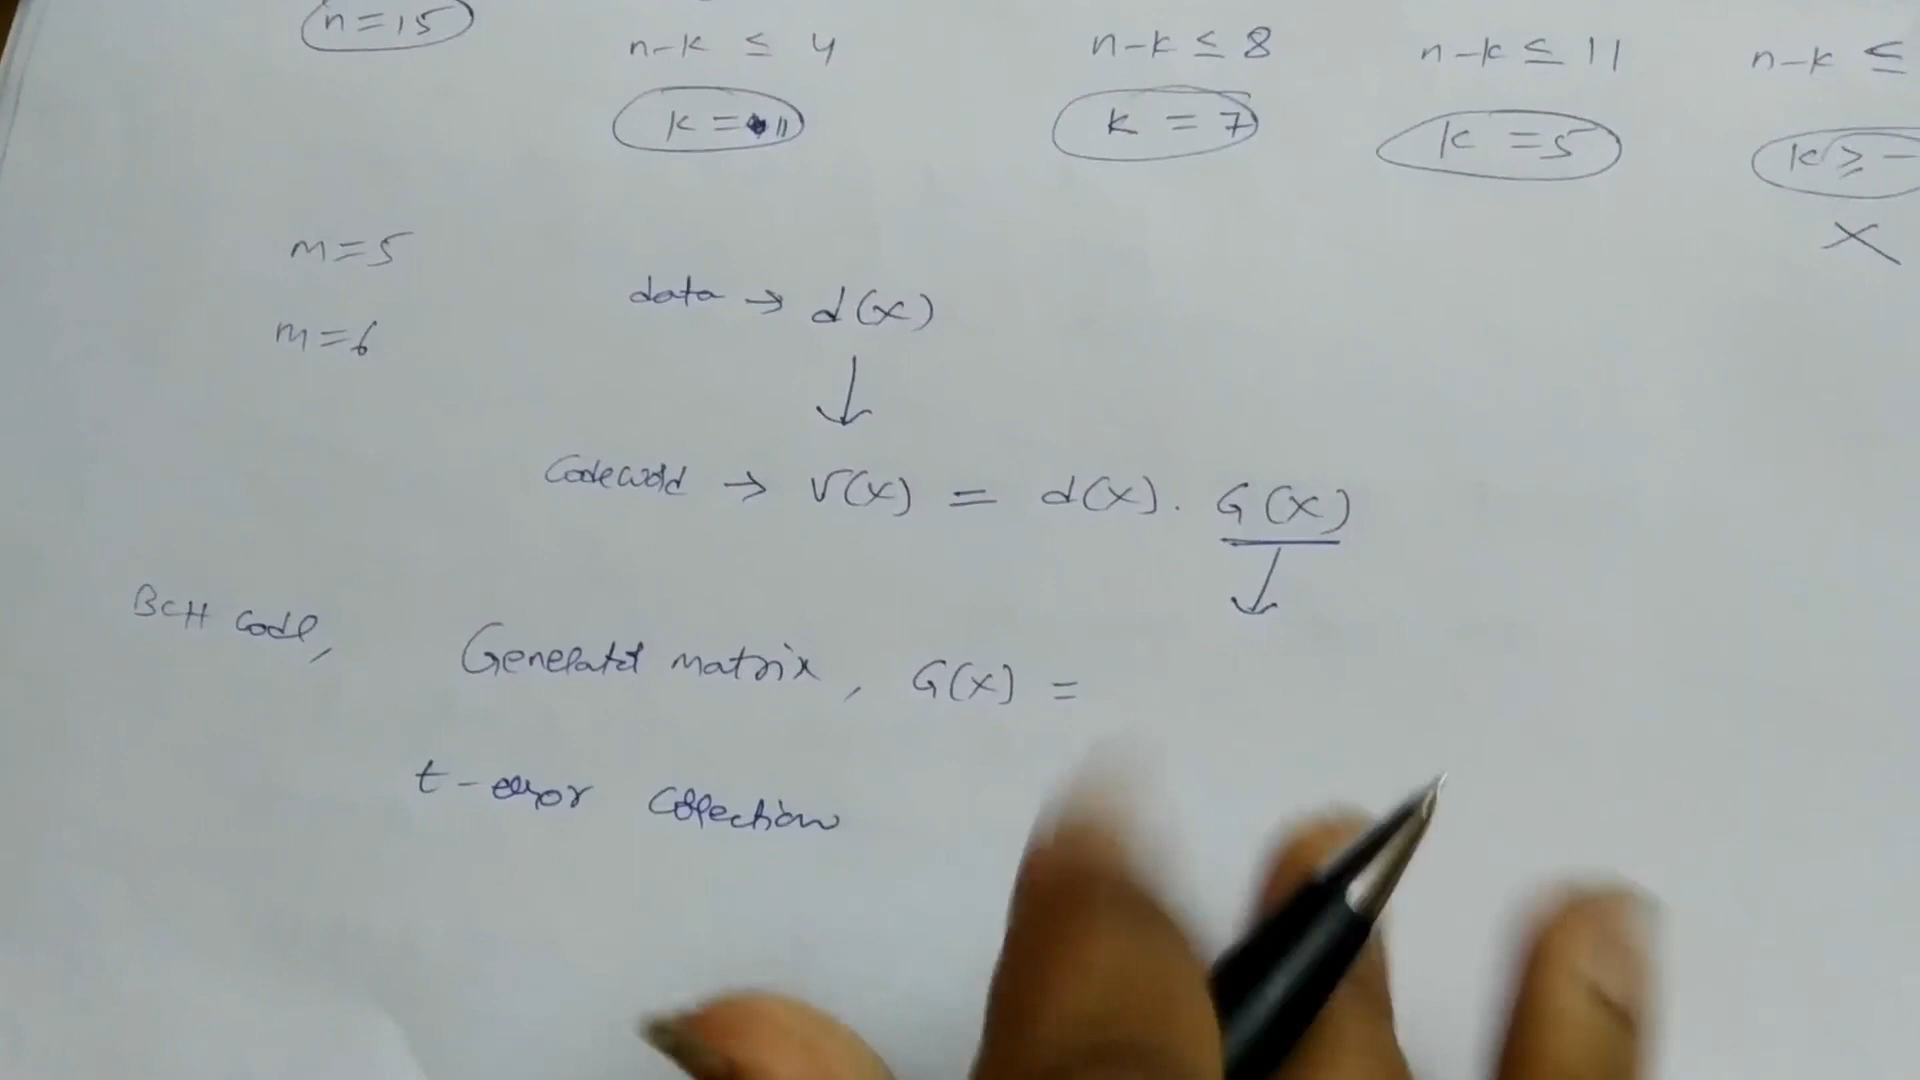 n=15
n-k ≤ 4 n-k ≤ 8 n-k ≤ 11 n-k ≤
k = 11 k = 7 k = 5 k ≥ -
X
m=5
m=6
data → d(x)
↓
Codeword → v(x) = d(x). G(x)
↓
BCH Code, Generator matrix, G(x) =
t-error Correction